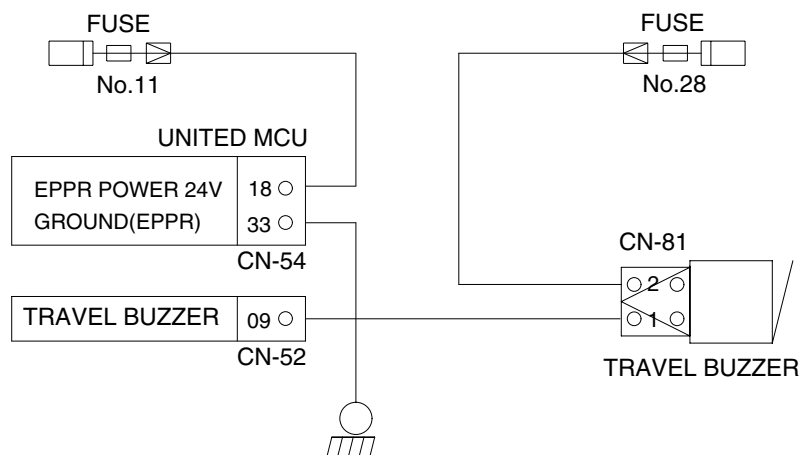 FUSE
No.11
FUSE
No.28
UNITED MCU
EPPR POWER 24V 18
GROUND(EPPR) 33
CN-54
TRAVEL BUZZER 09
CN-52
CN-81
2
1
TRAVEL BUZZER